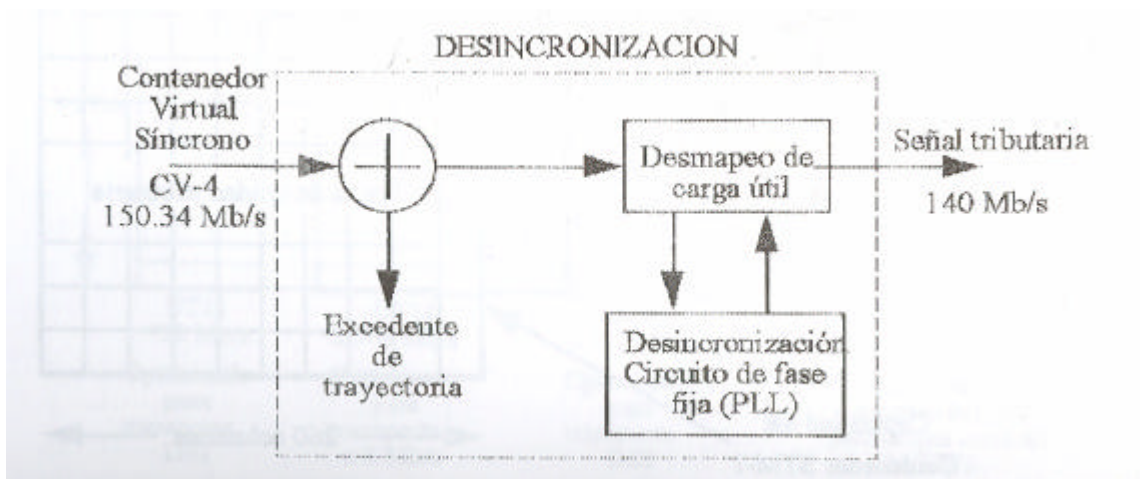 DESINCRONIZACION
Contenedor
Virtual
Síncrono
CV-4
150.34 Mb/s
Excedente
de
trayectoria
Desmapeo de
carga útil
Desincronización
Circuito de fase
fija (PLL)
Señal tributaria
140 Mb/s